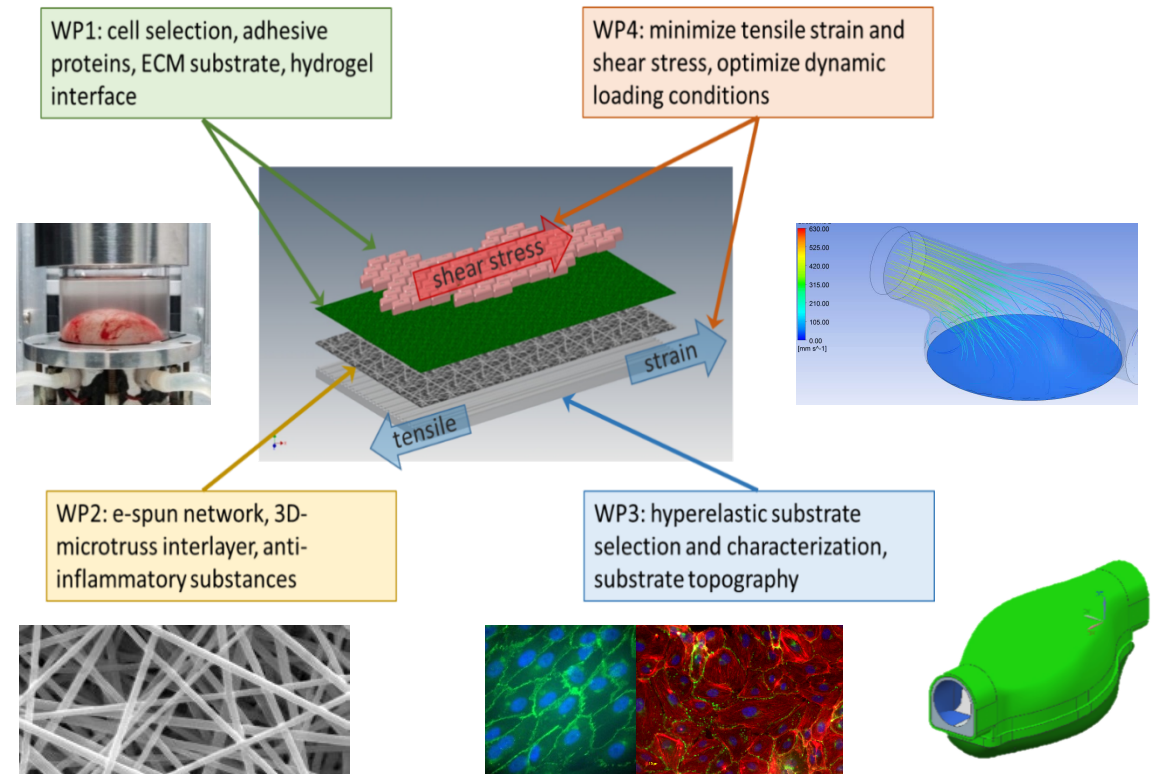 WP1: cell selection, adhesive
proteins, ECM substrate, hydrogel
interface
WP4: minimize tensile strain and
shear stress, optimize dynamic
loading conditions
shear stress
strain
tensile
630.00
525.00
420.00
315.00
210.00
105.00
0.00
[mm s^-1]
WP2: e-spun network, 3D-
microtruss interlayer, anti-
inflammatory substances
WP3: hyperelastic substrate
selection and characterization,
substrate topography